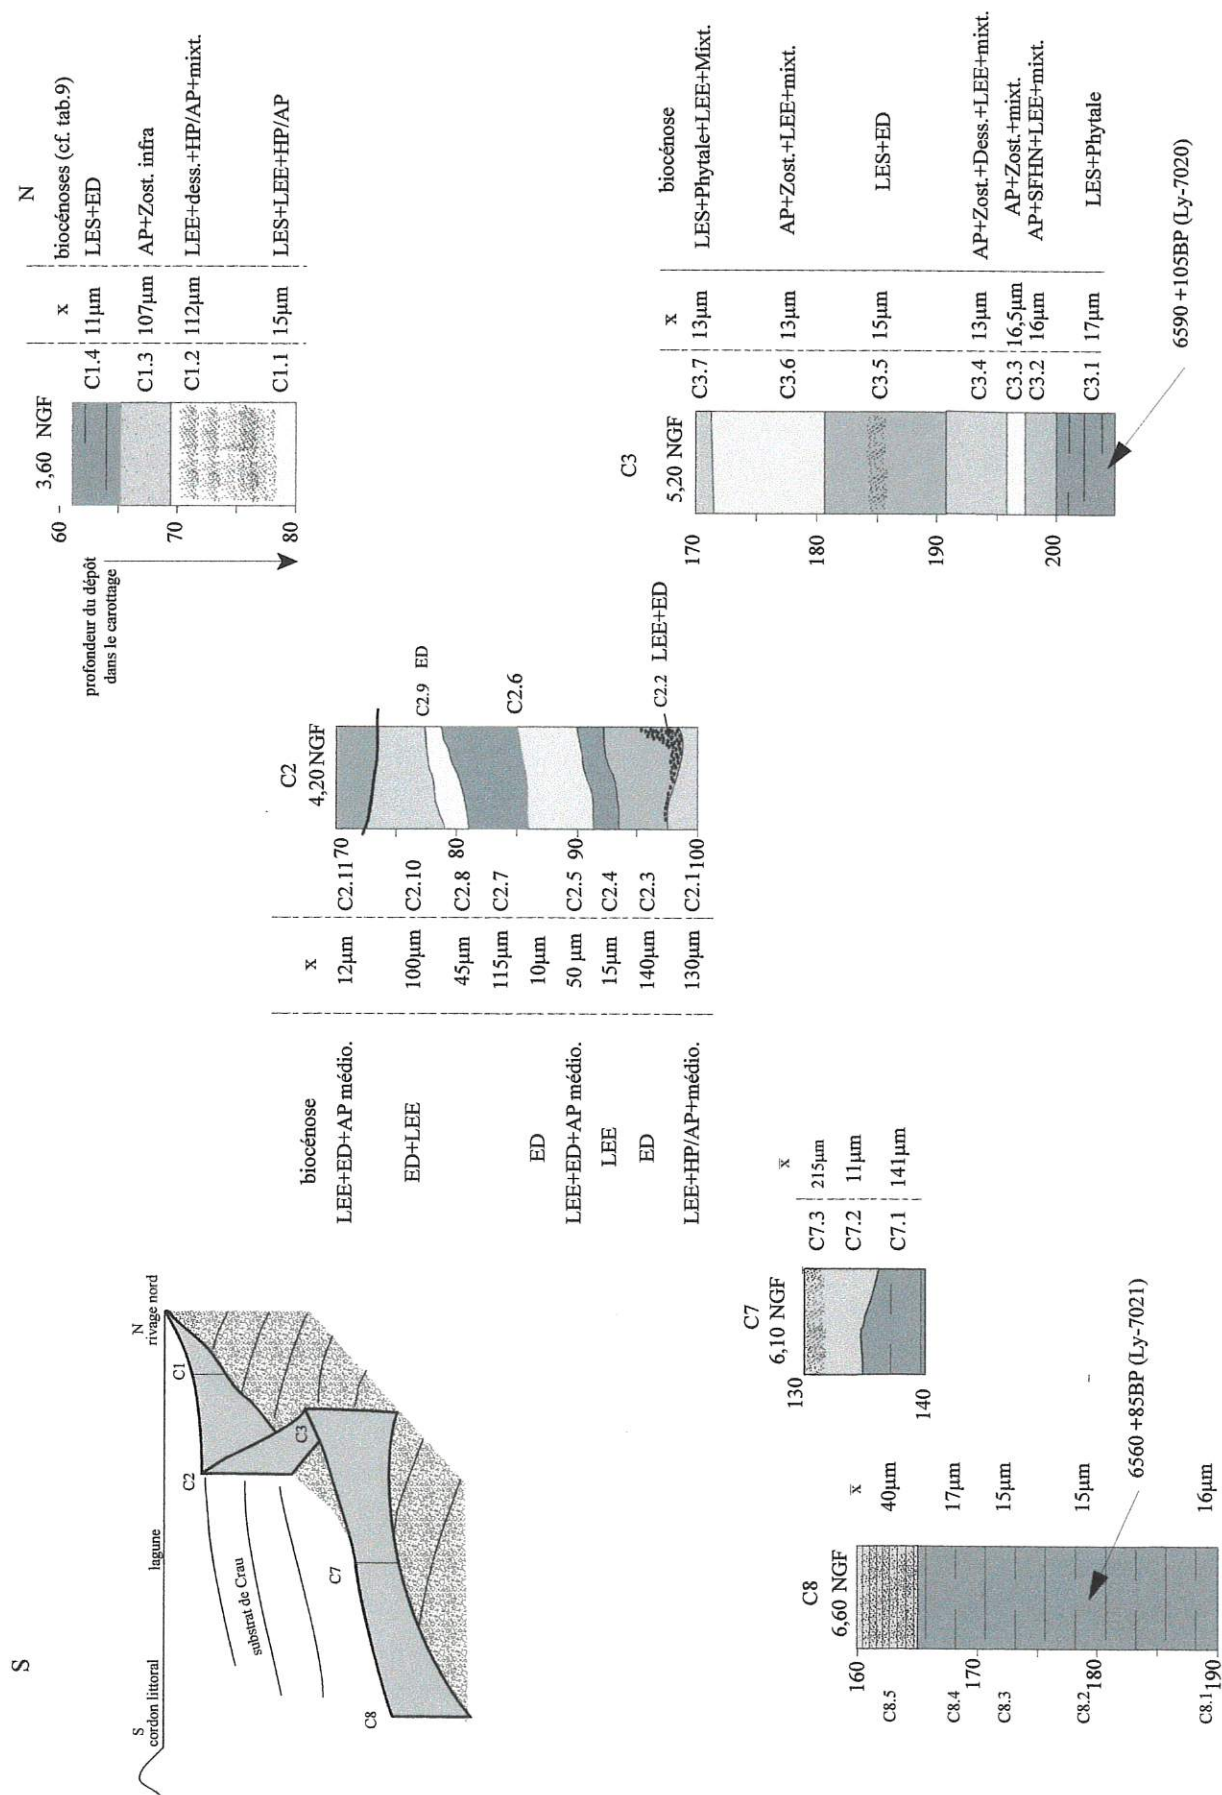 S
N
S
cordon littoral
lagune
N
rivage nord
C1
C2
C3
C7
C8
substrat de Crau
profondeur du dépôt
dans le carottage
3,60 NGF
x
biocénoses (cf. tab.9)
60
70
80
C1.4 11µm LES+ED
C1.3 107µm AP+Zost. infra
C1.2 112µm LEE+dess.+HP/AP+mixt.
C1.1 15µm LES+LEE+HP/AP
C2
4,20 NGF
biocénose
x
LEE+ED+AP médio. 12µm C2.11 70
ED+LEE 100µm C2.10
45µm C2.8 80
115µm C2.7
ED 10µm
LEE+ED+AP médio. 50 µm C2.5 90
LEE 15µm C2.4
ED 140µm C2.3
LEE+HP/AP+médio. 130µm C2.1 100
C2.9 ED
C2.6
C2.2 LEE+ED
C3
5,20 NGF
x
biocénose
170
180
190
200
C3.7 13µm LES+Phytale+LEE+Mixt.
C3.6 13µm AP+Zost.+LEE+mixt.
C3.5 15µm LES+ED
C3.4 13µm AP+Zost.+Dess.+LEE+mixt.
C3.3 16,5µm AP+Zost.+mixt.
C3.2 16µm AP+SFHN+LEE+mixt.
C3.1 17µm LES+Phytale
6590 +105BP (Ly-7020)
C7
6,10 NGF
x̅
130
140
C7.3 215µm
C7.2 11µm
C7.1 141µm
C8
6,60 NGF
x̅
160
170
180
190
C8.5 40µm
C8.4 17µm
C8.3 15µm
C8.2 15µm
C8.1 16µm
6560 +85BP (Ly-7021)